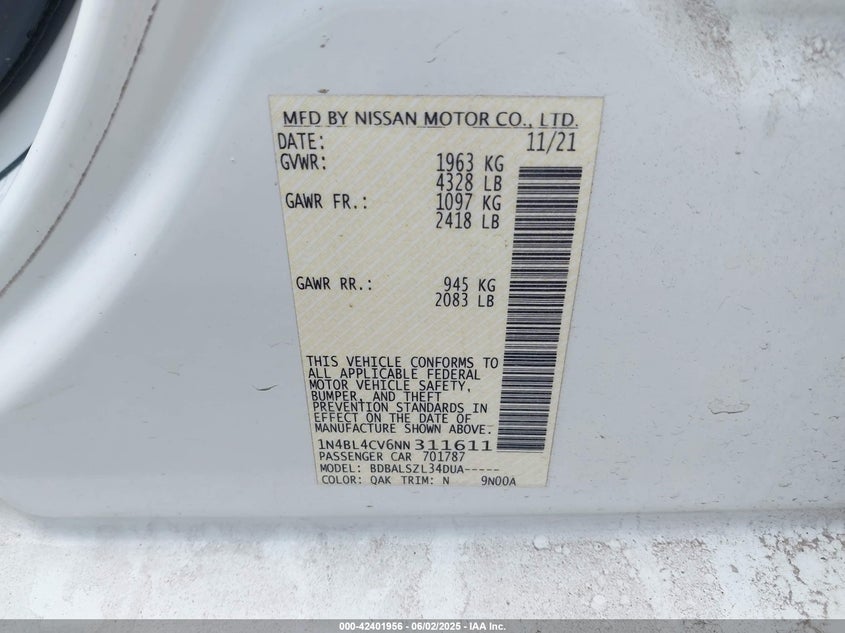 MFD BY NISSAN MOTOR CO., LTD.
DATE: 11/21
GVWR: 1963 KG
4328 LB
GAWR FR.: 1097 KG
2418 LB
GAWR RR.: 945 KG
2083 LB
THIS VEHICLE CONFORMS TO
ALL APPLICABLE FEDERAL
MOTOR VEHICLE SAFETY,
BUMPER, AND THEFT
PREVENTION STANDARDS IN
EFFECT ON THE DATE OF
MANUFACTURE SHOWN ABOVE.
1N4BL4CV6NN311611
PASSENGER CAR 701787
MODEL: BDBALSZL34DUA-----
COLOR: QAK TRIM: N 9N00A
000-42401956 - 06/02/2025 - IAA Inc.